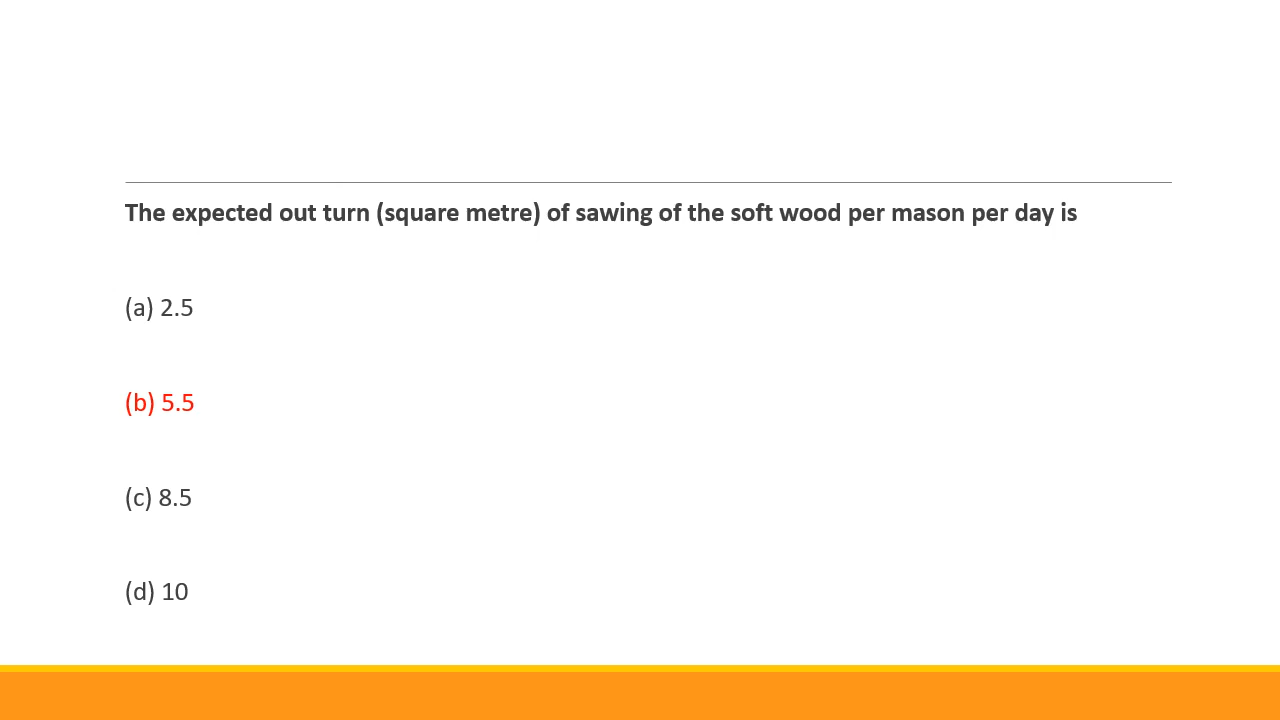 The expected out turn (square metre) of sawing of the soft wood per mason per day is
(a) 2.5
(b) 5.5
(c) 8.5
(d) 10